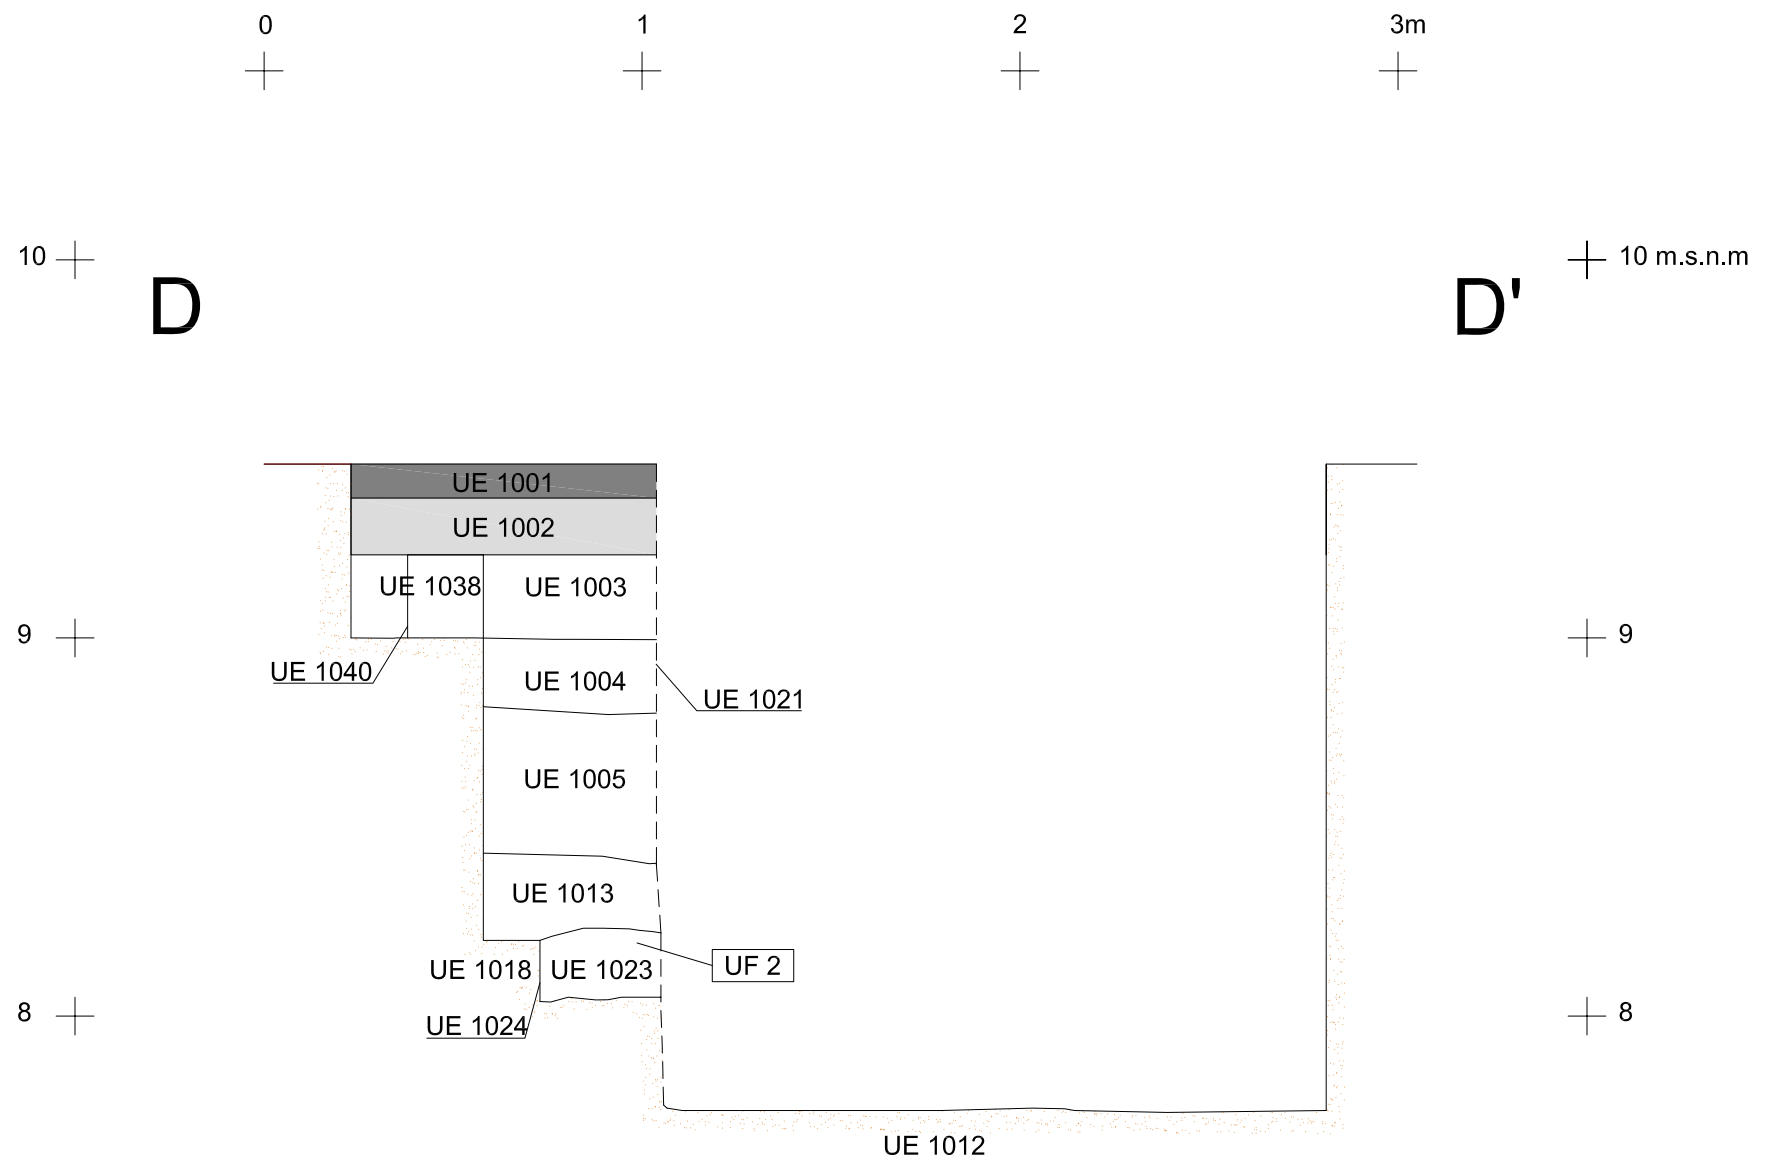 0 1 2 3m
10 10 m.s.n.m
D D'
UE 1001
UE 1002
UE 1038 UE 1003
9 9
UE 1040 UE 1004
UE 1021
UE 1005
UE 1013
UF 2
UE 1018 UE 1023
8 8
UE 1024
UE 1012